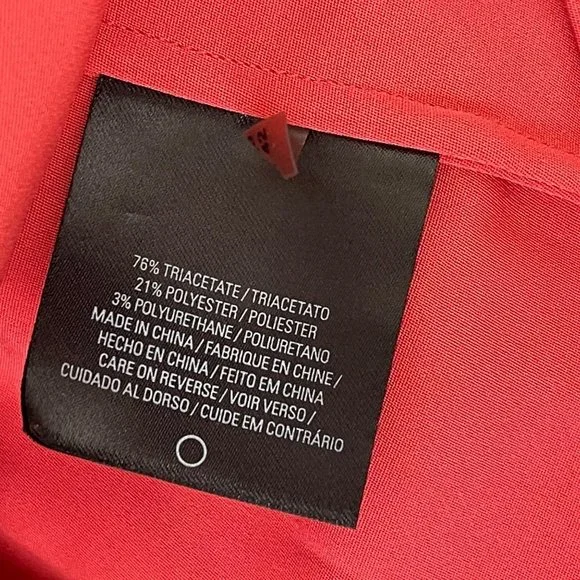 76% TRIACETATE / TRIACETATO
21% POLYESTER / POLIESTER
3% POLYURETHANE / POLIURETANO
MADE IN CHINA / FABRIQUE EN CHINE /
HECHO EN CHINA / FEITO EM CHINA
CARE ON REVERSE / VOIR VERSO /
CUIDADO AL DORSO / CUIDE EM CONTRÁRIO